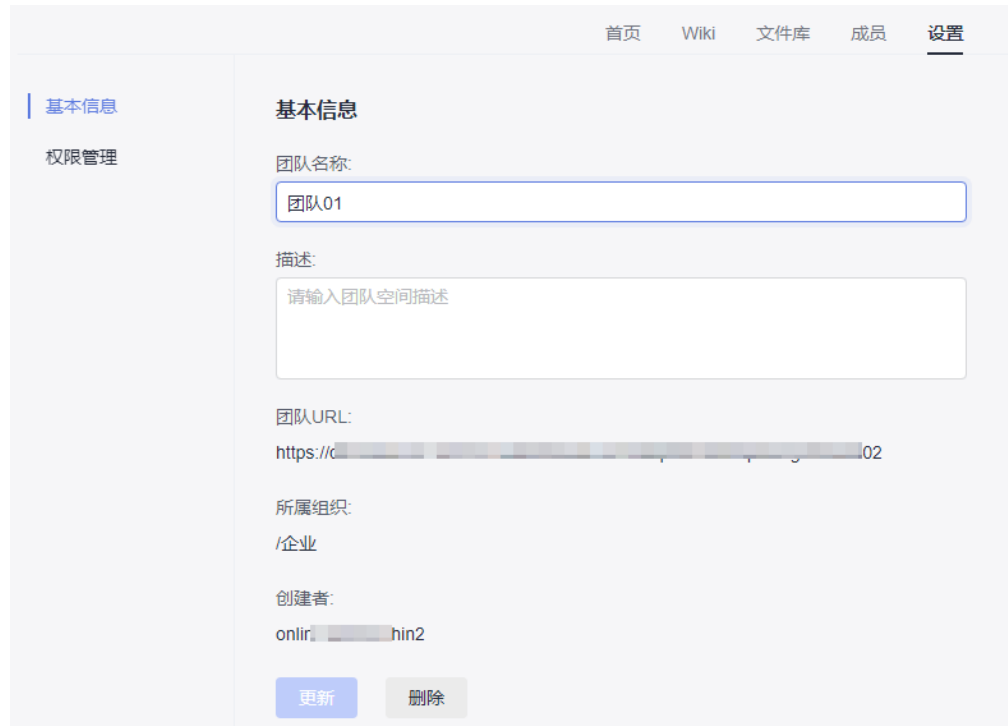 首页 Wiki 文件库 成员 设置
基本信息
权限管理
基本信息
团队名称:
团队01
描述:
请输入团队空间描述
团队URL:
https://
所属组织:
/企业
创建者:
更新 删除